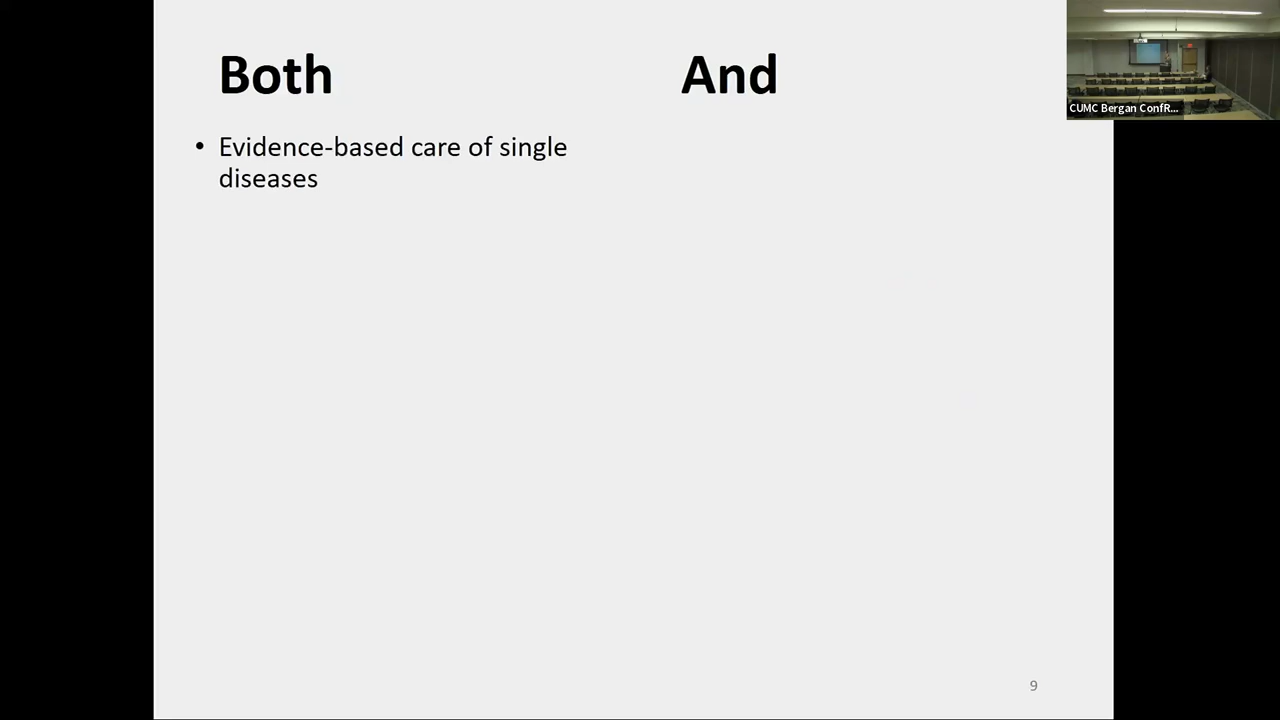 Both
And
• Evidence-based care of single
diseases
CUMC Bergan ConfR...
9